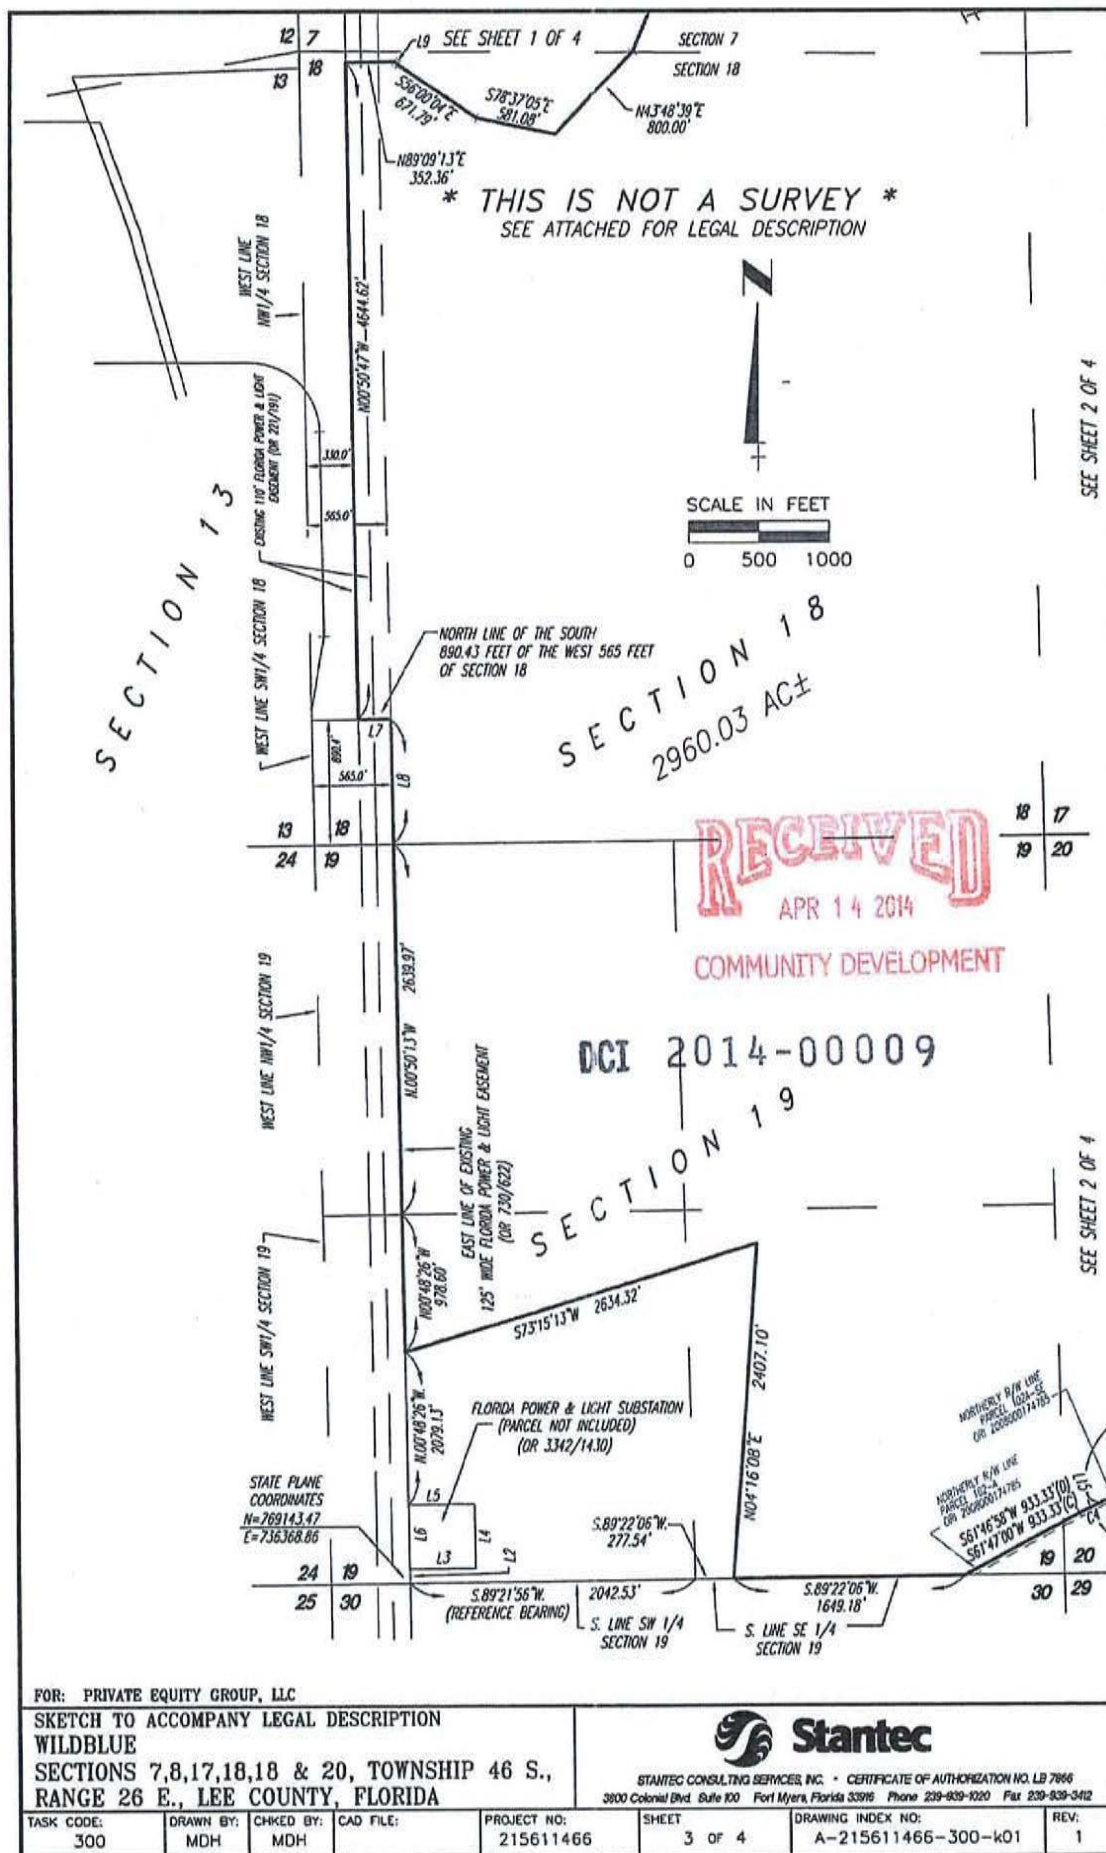 12 7
13 18
L9 SEE SHEET 1 OF 4
SECTION 7
SECTION 18
S56°00'04"E
671.79'
S78°37'05"E
581.08'
N43°48'39"E
800.00'
N89°09'13"E
352.36'
* THIS IS NOT A SURVEY *
SEE ATTACHED FOR LEGAL DESCRIPTION
WEST LINE
NW1/4 SECTION 18
N00°50'47"W-4644.62'
N
EXISTING 110' FLORIDA POWER & LIGHT
EASEMENT (OR 221/191)
330.0'
565.0'
SEE SHEET 2 OF 4
SCALE IN FEET
0 500 1000
SECTION 13
WEST LINE SW1/4 SECTION 18
NORTH LINE OF THE SOUTH
890.43 FEET OF THE WEST 565 FEET
OF SECTION 18
SECTION 18
2960.03 AC±
L7
890.4'
565.0'
L8
13 18
24 19
18 17
19 20
RECEIVED
APR 14 2014
COMMUNITY DEVELOPMENT
DCI 2014-00009
WEST LINE NW1/4 SECTION 19
N.00°50'13"W 2639.97'
EAST LINE OF EXISTING
125' WIDE FLORIDA POWER & LIGHT EASEMENT
(OR 730/622)
SECTION 19
SEE SHEET 2 OF 4
WEST LINE SW1/4 SECTION 19
N00°48'26"W
978.60'
S73°15'13"W 2634.32'
N.00°48'26"W.
2079.13'
N04°16'08"E 2407.10'
FLORIDA POWER & LIGHT SUBSTATION
(PARCEL NOT INCLUDED)
(OR 3342/1430)
NORTHERLY R/W LINE
PARCEL 102A-SE
ORI 2008000174785
NORTHERLY R/W LINE
PARCEL 102-A
ORI 2008000174785
S61°46'58"W 933.33'(D)
S61°47'00"W 933.33'(C)
L15
C4
STATE PLANE
COORDINATES
N=769143.47
E=736368.86
L5
L6
L4
L3
L2
S.89°22'06"W.
277.54'
24 19
25 30
19 20
30 29
S.89°21'56"W. 2042.53'
(REFERENCE BEARING)
S. LINE SW 1/4
SECTION 19
S.89°22'06"W.
1649.18'
S. LINE SE 1/4
SECTION 19
FOR: PRIVATE EQUITY GROUP, LLC
SKETCH TO ACCOMPANY LEGAL DESCRIPTION
WILDBLUE
SECTIONS 7,8,17,18,18 & 20, TOWNSHIP 46 S.,
RANGE 26 E., LEE COUNTY, FLORIDA
Stantec
STANTEC CONSULTING SERVICES, INC. • CERTIFICATE OF AUTHORIZATION NO. LB 7866
3800 Colonial Blvd. Suite 100 Fort Myers, Florida 33916 Phone 239-939-1020 Fax 239-939-3412
TASK CODE:
300
DRAWN BY:
MDH
CHKED BY:
MDH
CAD FILE:
PROJECT NO:
215611466
SHEET
3 OF 4
DRAWING INDEX NO:
A-215611466-300-k01
REV:
1